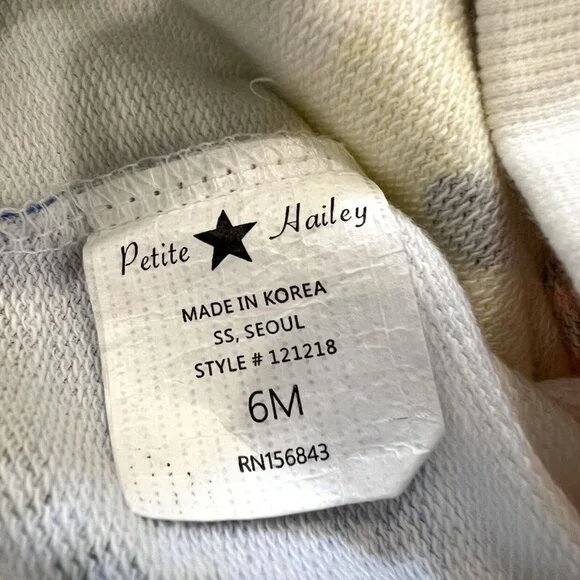 Petite ★ Hailey
MADE IN KOREA
SS, SEOUL
STYLE # 121218
6M
RN156843